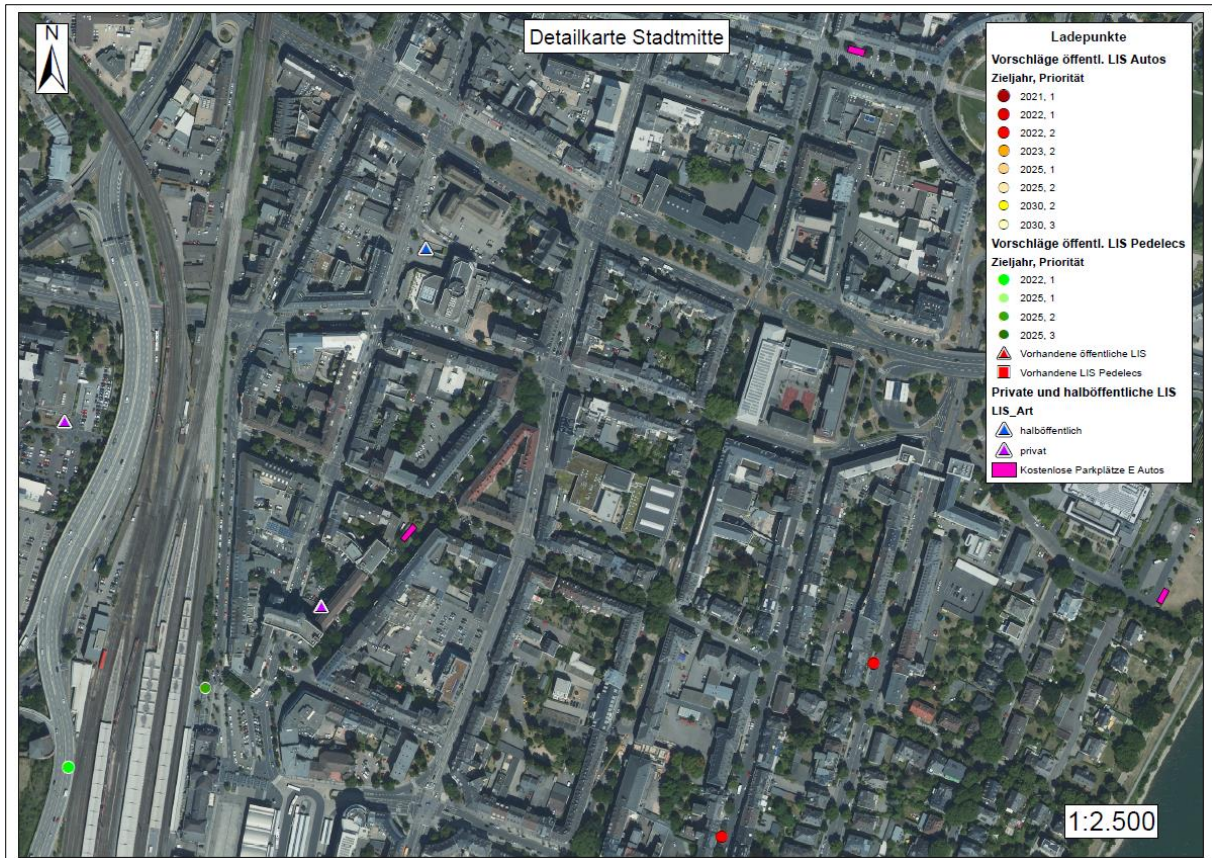 N
Detailkarte Stadtmitte
Ladepunkte
Vorschläge öffentl. LIS Autos
Zieljahr, Priorität
2021, 1
2022, 1
2022, 2
2023, 2
2025, 1
2025, 2
2030, 2
2030, 3
Vorschläge öffentl. LIS Pedelecs
Zieljahr, Priorität
2022, 1
2025, 1
2025, 2
2025, 3
Vorhandene öffentliche LIS
Vorhandene LIS Pedelecs
Private und halböffentliche LIS
LIS_Art
halböffentlich
privat
Kostenlose Parkplätze E Autos
1:2.500